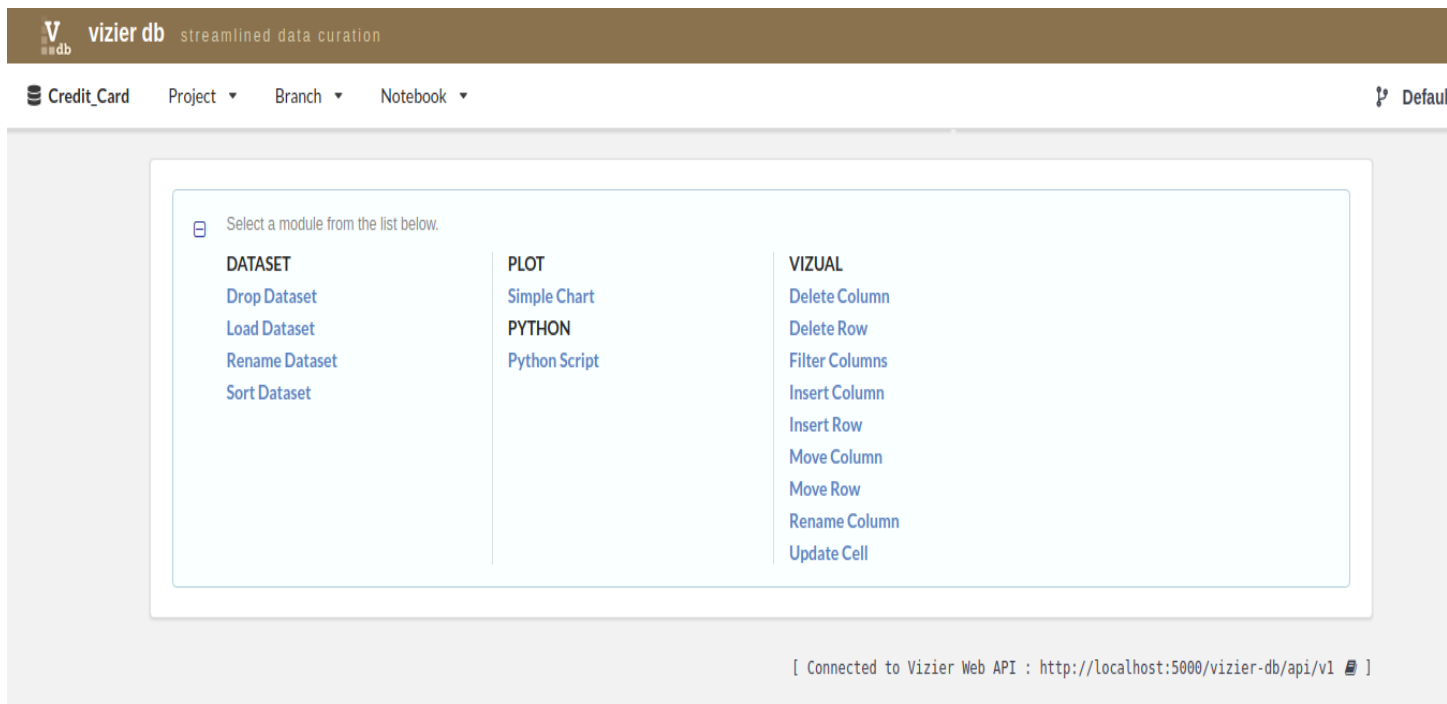 V
db
vizier db streamlined data curation
Credit_Card Project Branch Notebook Defaul
Select a module from the list below.
DATASET
Drop Dataset
Load Dataset
Rename Dataset
Sort Dataset
PLOT
Simple Chart
PYTHON
Python Script
VIZUAL
Delete Column
Delete Row
Filter Columns
Insert Column
Insert Row
Move Column
Move Row
Rename Column
Update Cell
[ Connected to Vizier Web API : http://localhost:5000/vizier-db/api/v1 ]